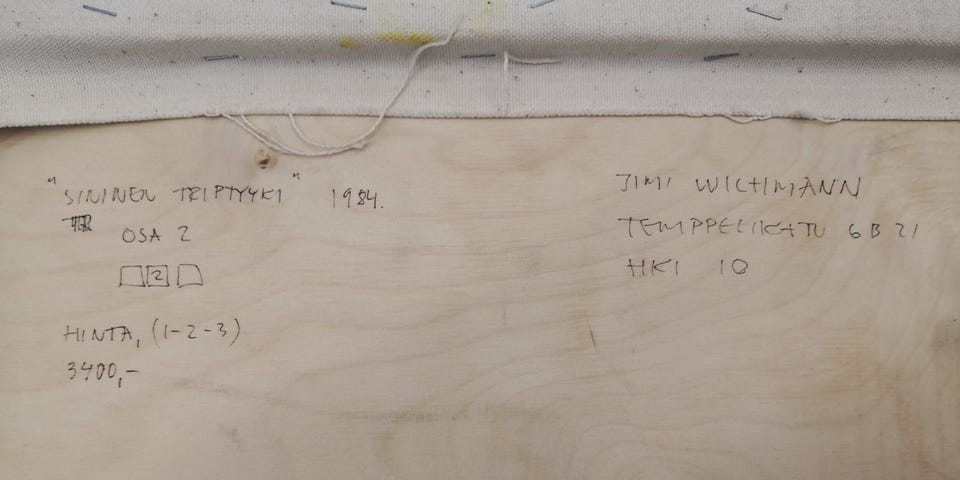 "SININEN TRIPTYYKI" 1984.
OSA 2
2
HINTA, (1-2-3)
3400,-
JIMI WICHMANN
TEMPPELIKATU 6 B 21
HKI 10